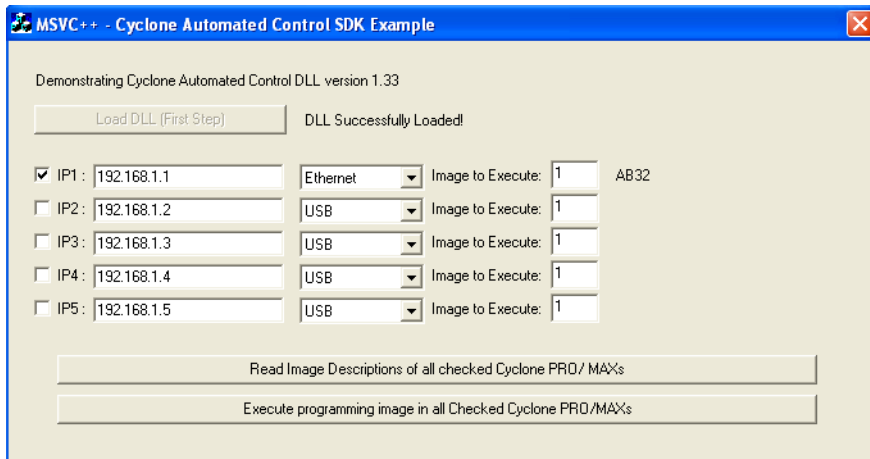 MSVC++ - Cyclone Automated Control SDK Example
Demonstrating Cyclone Automated Control DLL version 1.33
Load DLL (First Step) DLL Successfully Loaded!
IP1 : 192.168.1.1 Ethernet Image to Execute: 1 AB32
IP2 : 192.168.1.2 USB Image to Execute: 1
IP3 : 192.168.1.3 USB Image to Execute: 1
IP4 : 192.168.1.4 USB Image to Execute: 1
IP5 : 192.168.1.5 USB Image to Execute: 1
Read Image Descriptions of all checked Cyclone PRO/ MAXs
Execute programming image in all Checked Cyclone PRO/MAXs